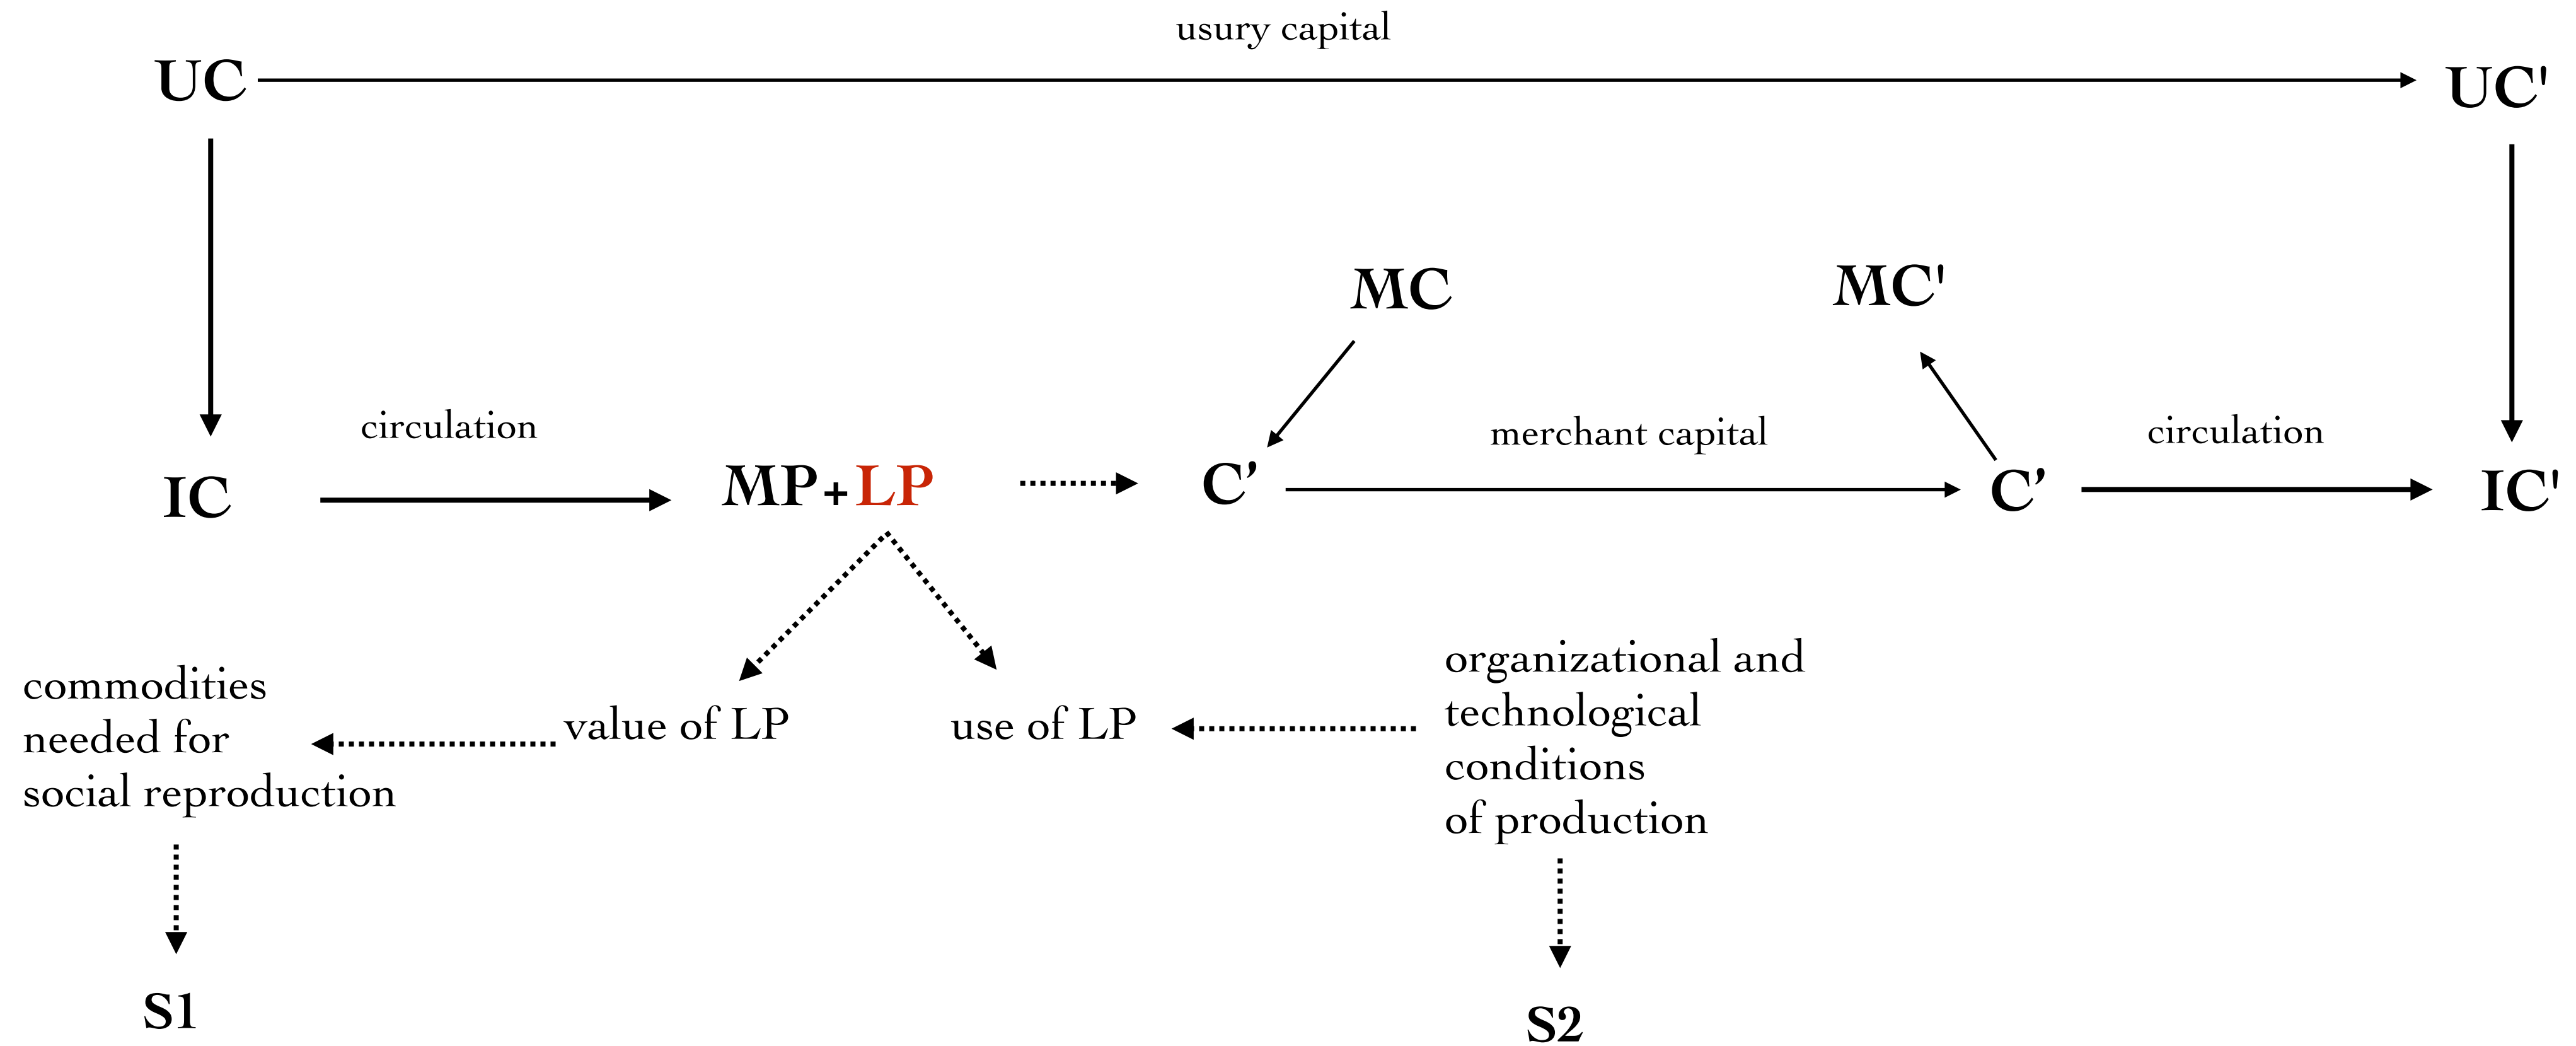 usury capital
UC
UC'
MC
MC'
circulation
merchant capital
circulation
IC
MP+LP
C’
C’
IC'
commodities
needed for
social reproduction
value of LP
use of LP
organizational and
technological
conditions
of production
S1
S2